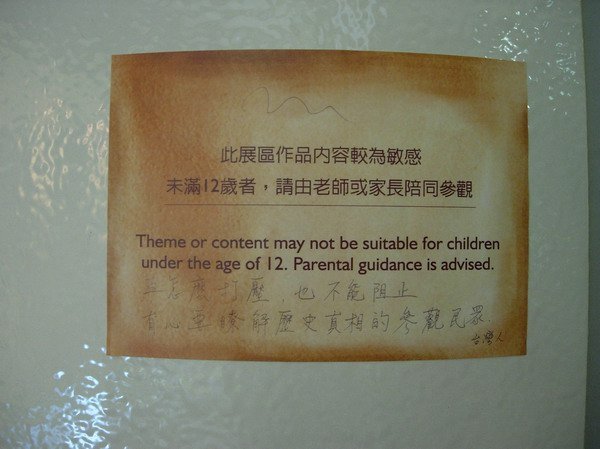 此展區作品內容較為敏感
未滿12歲者，請由老師或家長陪同參觀
Theme or content may not be suitable for children
under the age of 12. Parental guidance is advised.
怎麼打壓，也不能阻止
有心要瞭解歷史真相的參觀民眾.
台灣人